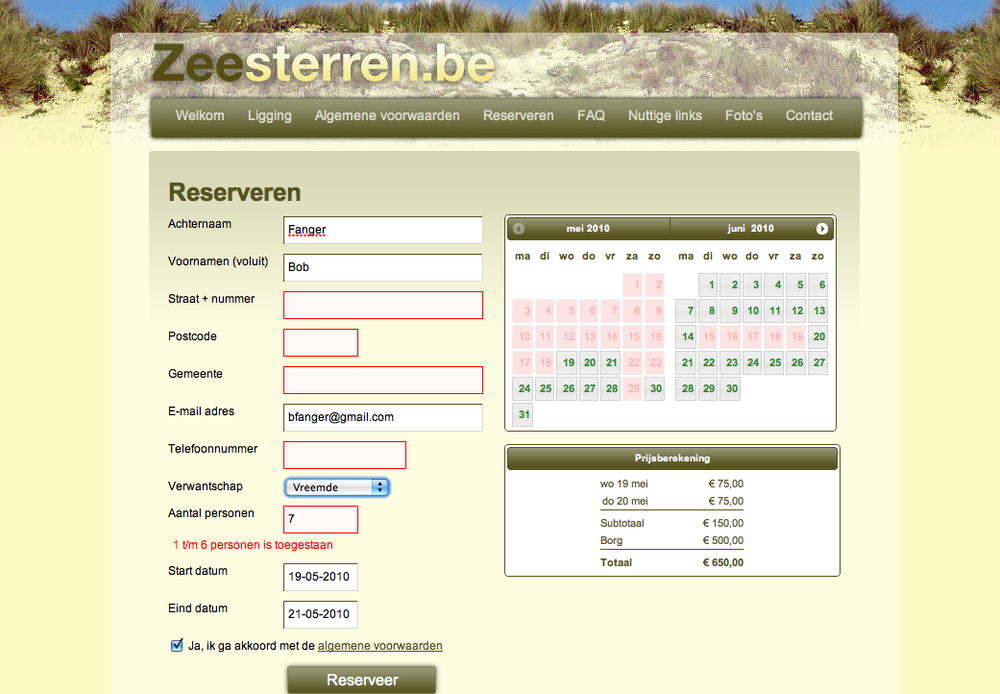 Zeesterren.be
Welkom Ligging Algemene voorwaarden Reserveren FAQ Nuttige links Foto's Contact
Reserveren
Achternaam Fanger
Voornamen (voluit) Bob
Straat + nummer
Postcode
Gemeente
E-mail adres bfanger@gmail.com
Telefoonnummer
Verwantschap Vreemde
Aantal personen 7
1 t/m 6 personen is toegestaan
Start datum 19-05-2010
Eind datum 21-05-2010
Ja, ik ga akkoord met de algemene voorwaarden
Reserveer
mei 2010
ma di wo do vr za zo
1 2
3 4 5 6 7 8 9
10 11 12 13 14 15 16
17 18 19 20 21 22 23
24 25 26 27 28 29 30
31
juni 2010
ma di wo do vr za zo
1 2 3 4 5 6
7 8 9 10 11 12 13
14 15 16 17 18 19 20
21 22 23 24 25 26 27
28 29 30
Prijsberekening
wo 19 mei € 75,00
do 20 mei € 75,00
Subtotaal € 150,00
Borg € 500,00
Totaal € 650,00